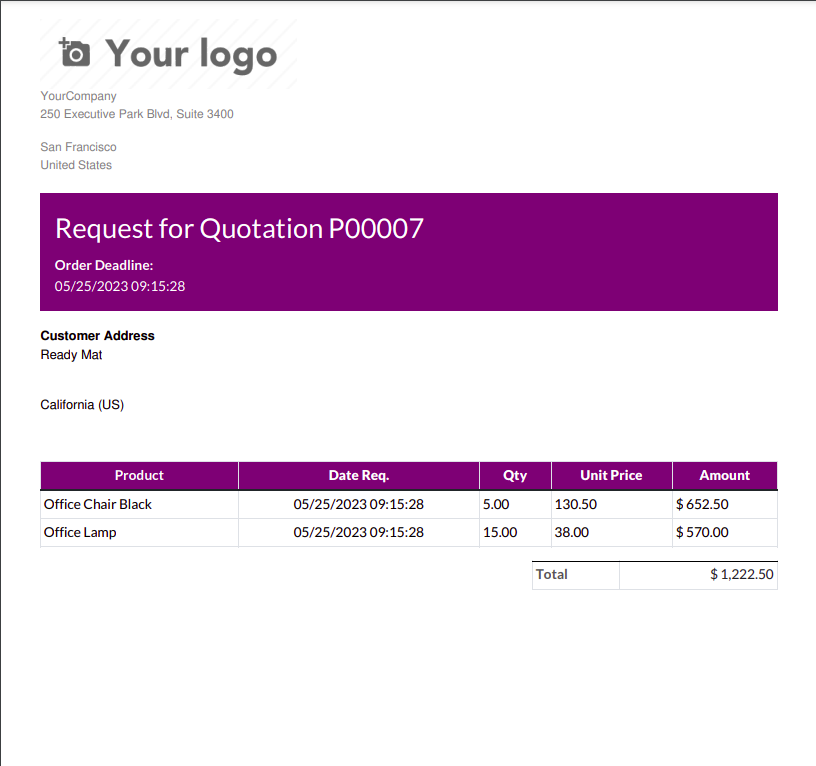 Your logo
YourCompany
250 Executive Park Blvd, Suite 3400
San Francisco
United States
Request for Quotation P00007
Order Deadline:
05/25/2023 09:15:28
Customer Address
Ready Mat
California (US)
Product Date Req. Qty Unit Price Amount
Office Chair Black 05/25/2023 09:15:28 5.00 130.50 $ 652.50
Office Lamp 05/25/2023 09:15:28 15.00 38.00 $ 570.00
Total $ 1,222.50